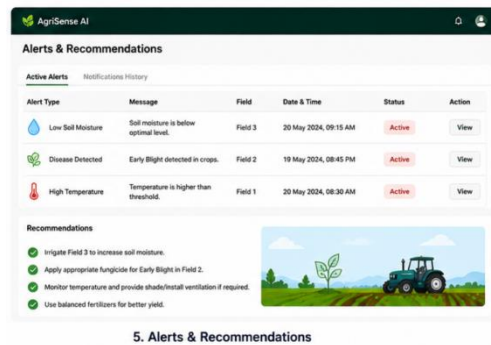 AgriSense AI
Alerts & Recommendations
Active Alerts Notifications History
Alert Type Message Field Date & Time Status Action
Low Soil Moisture Soil moisture is below optimal level. Field 3 20 May 2024, 09:15 AM Active View
Disease Detected Early Blight detected in crops. Field 2 19 May 2024, 08:45 PM Active View
High Temperature Temperature is higher than threshold. Field 1 20 May 2024, 08:30 AM Active View
Recommendations
Irrigate Field 3 to increase soil moisture.
Apply appropriate fungicide for Early Blight in Field 2.
Monitor temperature and provide shade/install ventilation if required.
Use balanced fertilizers for better yield.
5. Alerts & Recommendations